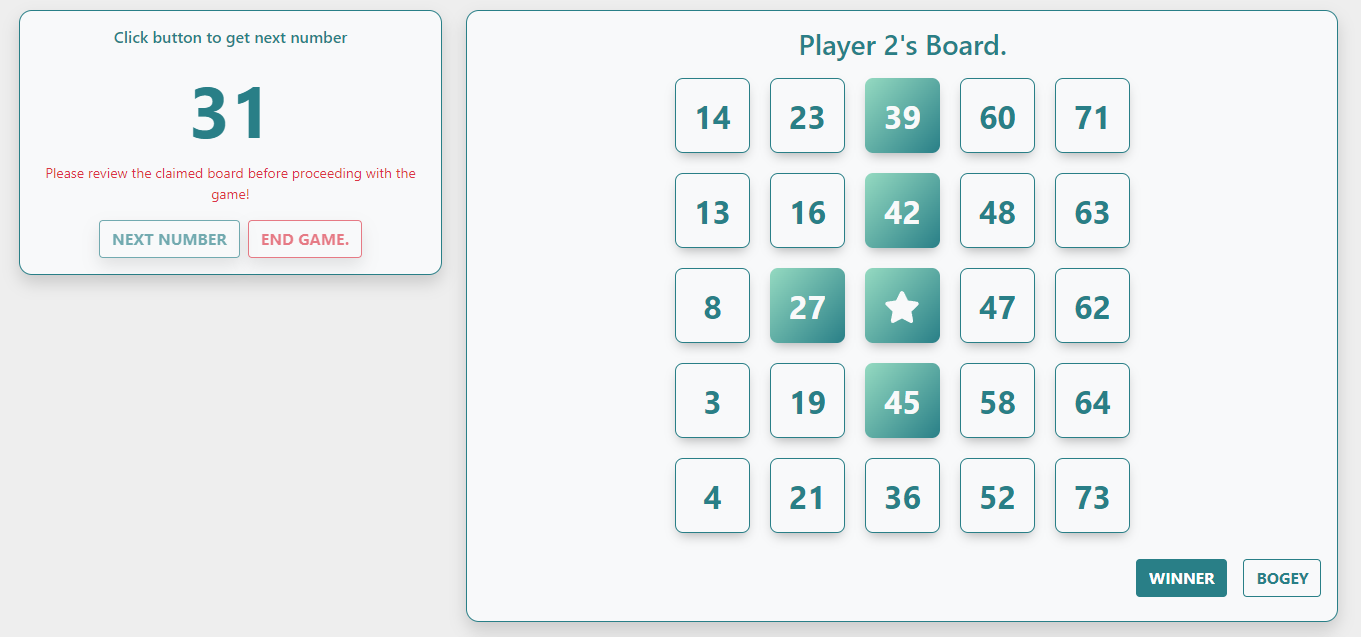 Click button to get next number
31
Please review the claimed board before proceeding with the
game!
NEXT NUMBER END GAME.
Player 2's Board.
14 23 39 60 71
13 16 42 48 63
8 27 47 62
3 19 45 58 64
4 21 36 52 73
WINNER BOGEY